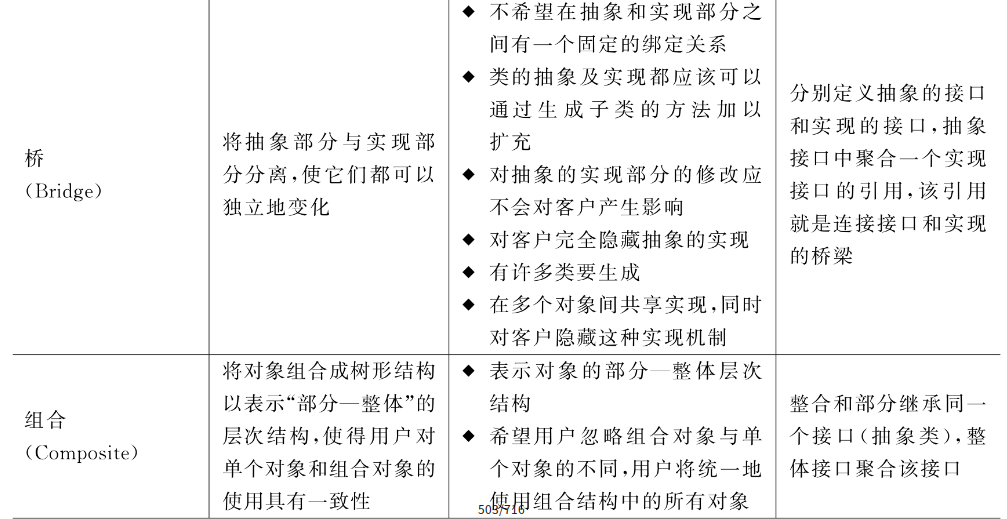 桥
（Bridge）
将抽象部分与实现部
分分离，使它们都可以
独立地变化
◆ 不希望在抽象和实现部分之
间有一个固定的绑定关系
◆ 类的抽象及实现都应该可以
通过生成子类的方法加以
扩充
◆ 对抽象的实现部分的修改应
不会对客户产生影响
◆ 对客户完全隐藏抽象的实现
◆ 有许多类要生成
◆ 在多个对象间共享实现，同时
对客户隐藏这种实现机制
分别定义抽象的接口
和实现的接口，抽象
接口中聚合一个实现
接口的引用，该引用
就是连接接口和实现
的桥梁
组合
（Composite）
将对象组合成树形结构
以表示“部分—整体”的
层次结构，使得用户对
单个对象和组合对象的
使用具有一致性
◆ 表示对象的部分—整体层次
结构
◆ 希望用户忽略组合对象与单
个对象的不同，用户将统一地
使用组合结构中的所有对象
整合和部分继承同一
个接口（抽象类），整
体接口聚合该接口
503/716